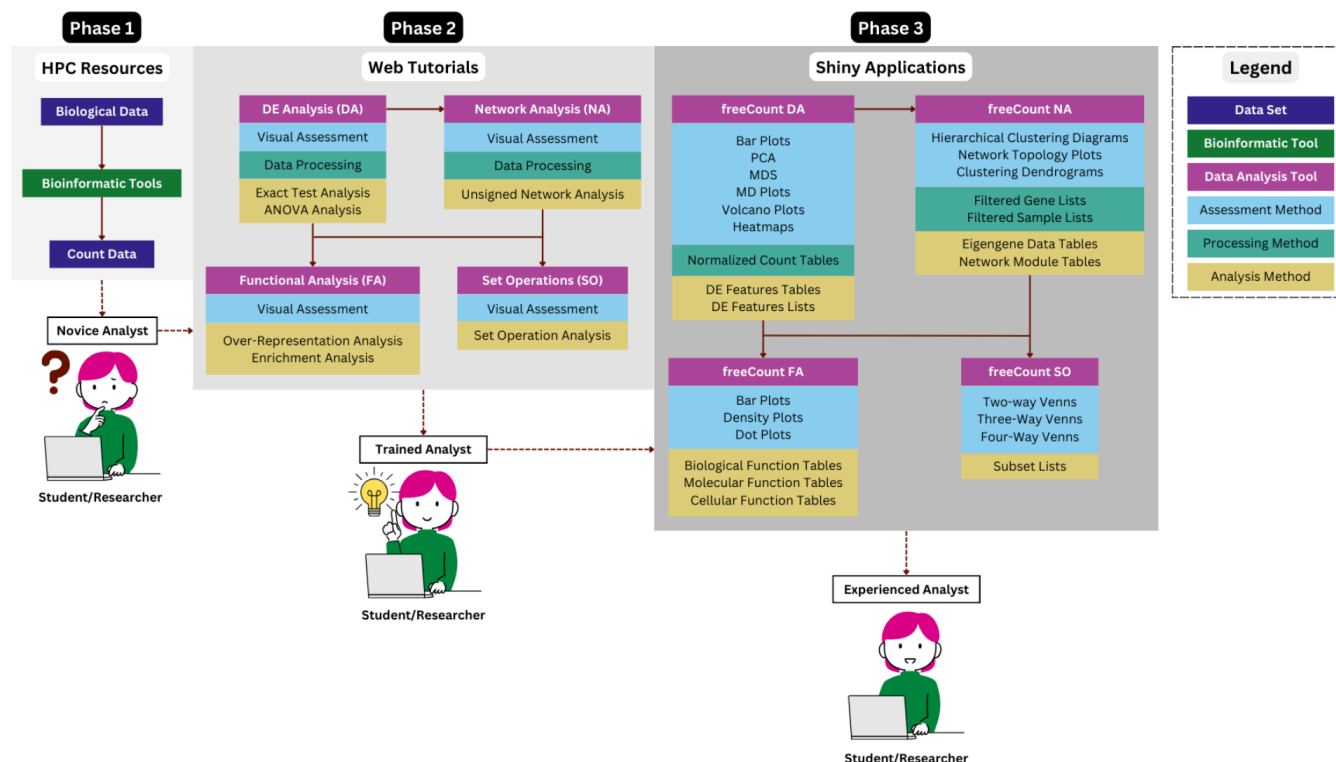 Phase 1
HPC Resources
Biological Data
Bioinformatic Tools
Count Data
Novice Analyst
?
Student/Researcher
Phase 2
Web Tutorials
DE Analysis (DA)
Visual Assessment
Data Processing
Exact Test Analysis
ANOVA Analysis
Network Analysis (NA)
Visual Assessment
Data Processing
Unsigned Network Analysis
Functional Analysis (FA)
Visual Assessment
Over-Representation Analysis
Enrichment Analysis
Set Operations (SO)
Visual Assessment
Set Operation Analysis
Trained Analyst
Student/Researcher
Phase 3
Shiny Applications
freeCount DA
Bar Plots
PCA
MDS
MD Plots
Volcano Plots
Heatmaps
Normalized Count Tables
DE Features Tables
DE Features Lists
freeCount NA
Hierarchical Clustering Diagrams
Network Topology Plots
Clustering Dendrograms
Filtered Gene Lists
Filtered Sample Lists
Eigengene Data Tables
Network Module Tables
freeCount FA
Bar Plots
Density Plots
Dot Plots
Biological Function Tables
Molecular Function Tables
Cellular Function Tables
freeCount SO
Two-way Venns
Three-Way Venns
Four-Way Venns
Subset Lists
Experienced Analyst
Student/Researcher
Legend
Data Set
Bioinformatic Tool
Data Analysis Tool
Assessment Method
Processing Method
Analysis Method